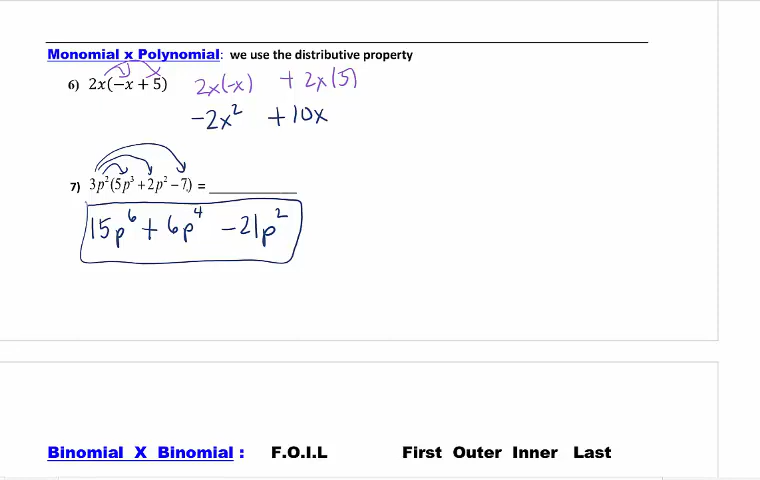 Monomial x Polynomial: we use the distributive property
6) 2x(−x + 5) 2x(-x) + 2x(5)
-2x² + 10x
7) 3p²(5p³ + 2p² − 7) = ____________
15p⁶ + 6p⁴ - 21p²
Binomial X Binomial : F.O.I.L First Outer Inner Last